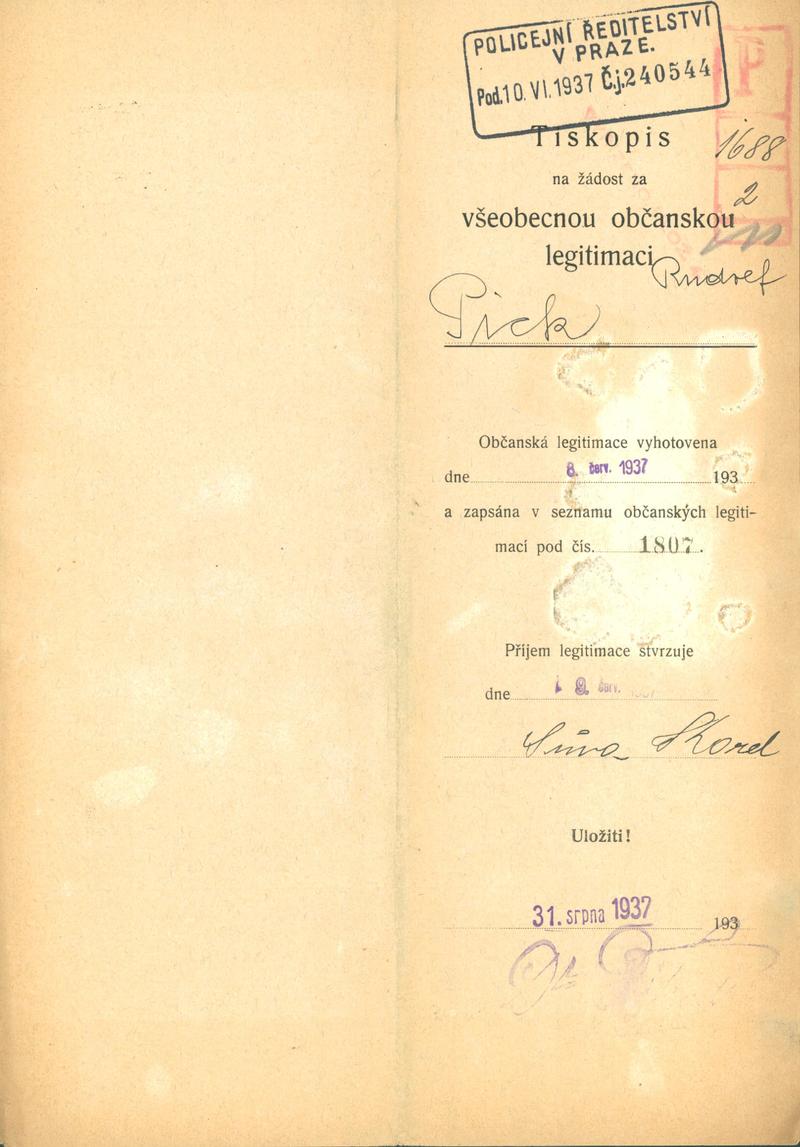 POLICEJNÍ ŘEDITELSTVÍ
V PRAZE.
Pod. 10. VI. 1937 Č.j. 240544
P
Tiskopis
1688
na žádost za
2
všeobecnou občanskou
legitimaci
Rudolf
Pick
Občanská legitimace vyhotovena
dne 8. červ. 1937 193
a zapsána v seznamu občanských legiti-
mací pod čís. 1807.
Příjem legitimace stvrzuje
dne červ.
Karel
Uložiti!
31. srpna 1937 193